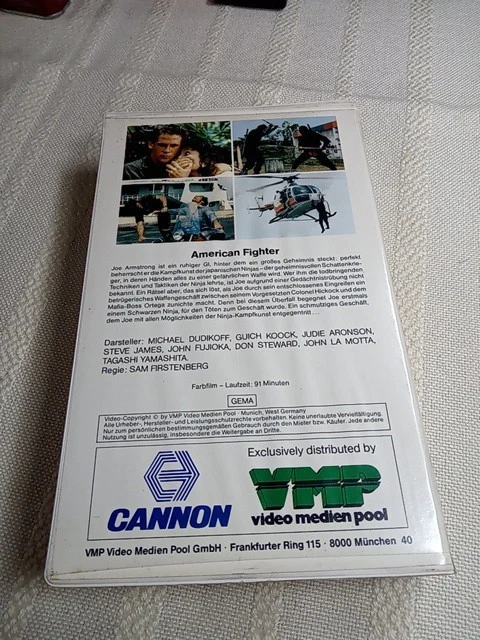 American Fighter
Joe Armstrong ist ein ruhiger GI, hinter dem ein großes Geheimnis steckt: perfekt
beherrscht er die Kampfkunst der japanischen Ninjas – der geheimnisvollen Schattenkrie-
ger, in deren Händen alles zu einer gefährlichen Waffe wird. Wer ihm die todbringenden
Techniken und Taktiken der Ninja lehrte, ist Joe aufgrund einer Gedächtnisstörung nicht
bekannt. Ein Rätsel aber, das sich löst, als Joe durch sein entschlossenes Eingreifen ein
betrügerisches Waffengeschäft zwischen seinem Vorgesetzten Colonel Hickock und dem
Mafia-Boss Ortega zunichte macht. Denn bei diesem Überfall begegnet Joe erstmals
einem Schwarzen Ninja, für den Töten zum Geschäft wurde. Ein schmutziges Geschäft,
dem Joe mit allen Möglichkeiten der Ninja-Kampfkunst entgegentritt ...
Darsteller: MICHAEL DUDIKOFF, GUICH KOOCK, JUDIE ARONSON,
STEVE JAMES, JOHN FUJIOKA, DON STEWARD, JOHN LA MOTTA,
TAGASHI YAMASHITA.
Regie: SAM FIRSTENBERG
Farbfilm – Laufzeit: 91 Minuten
GEMA
Video-Copyright © by VMP Video Medien Pool · Munich, West Germany
Alle Urheber-, Hersteller- und Leistungsschutzrechte vorbehalten. Keine unerlaubte Vervielfältigung.
Nur zum persönlichen bestimmungsgemäßen Gebrauch durch den Mieter bzw. Käufer. Jede andere
Nutzung ist unzulässig, insbesondere die Weitergabe an Dritte.
CANNON
Exclusively distributed by
VMP
video medien pool
VMP Video Medien Pool GmbH · Frankfurter Ring 115 · 8000 München 40